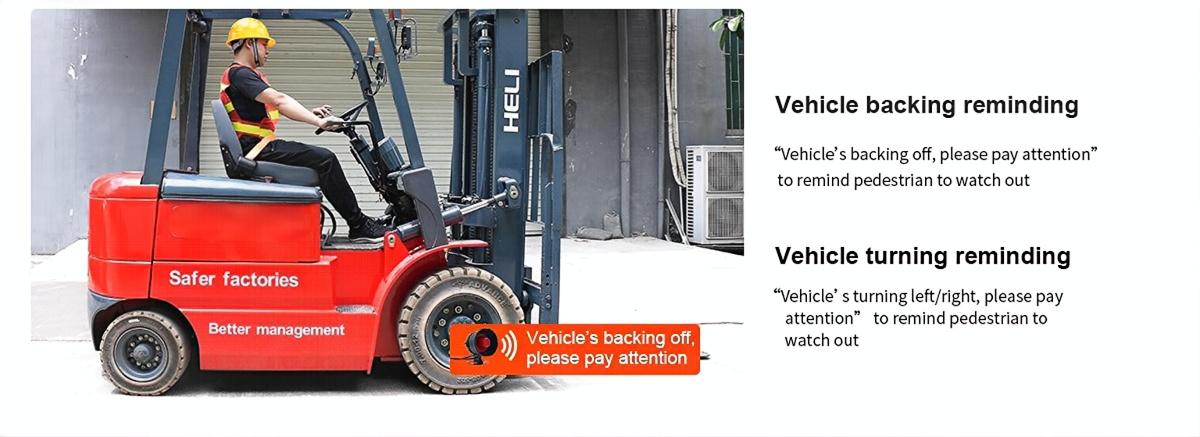 HELI
Safer factories
Better management
Vehicle's backing off,
please pay attention
Vehicle backing reminding
“Vehicle’s backing off, please pay attention”
to remind pedestrian to watch out
Vehicle turning reminding
“Vehicle’ s turning left/right, please pay
attention” to remind pedestrian to
watch out